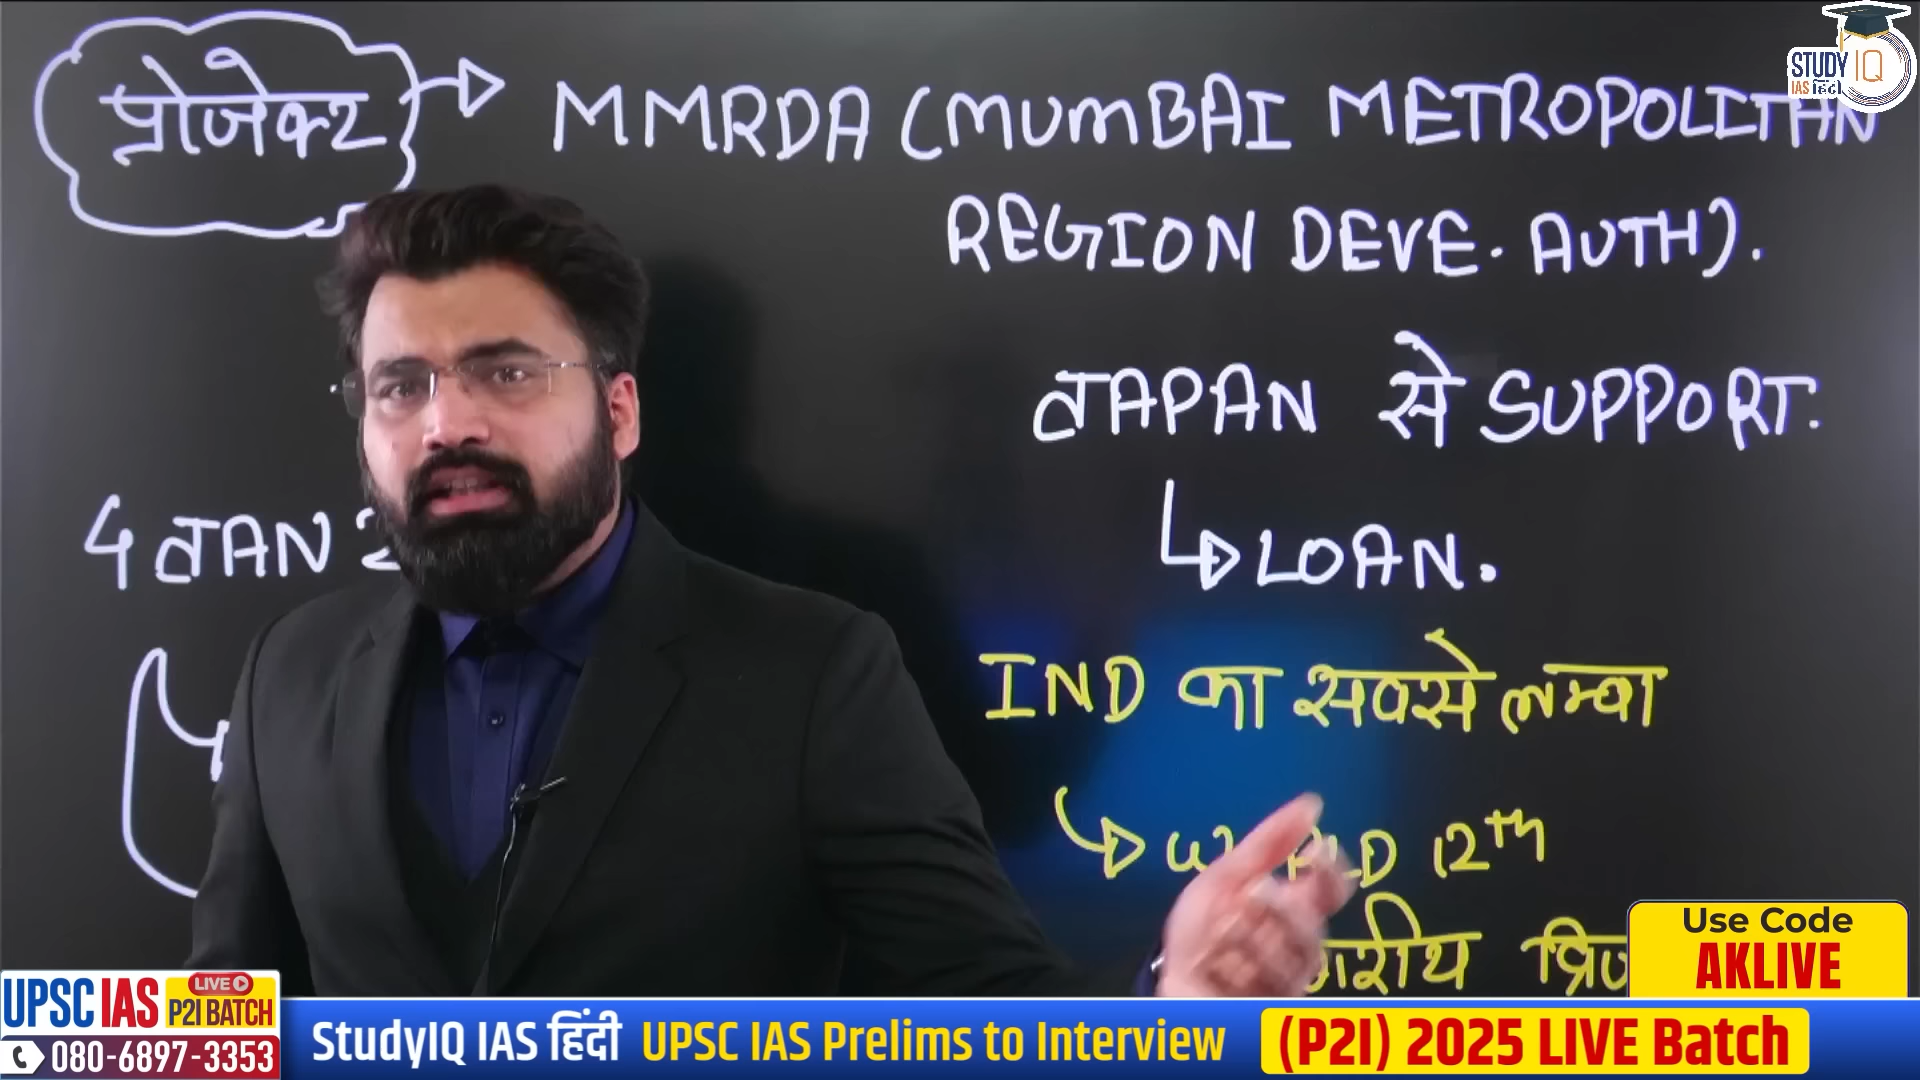 प्रोजेक्ट
MMRDA (MUMBAI METROPOLITAN
REGION DEVE. AUTH).
JAPAN से SUPPORT.
LOAN.
4 JAN
IND का सबसे लम्बा
WORLD 12th
STUDY IQ
IAS हिंदी
Use Code
AKLIVE
UPSC IAS
LIVE
P2I BATCH
080-6897-3353
StudyIQ IAS हिंदी UPSC IAS Prelims to Interview (P2I) 2025 LIVE Batch